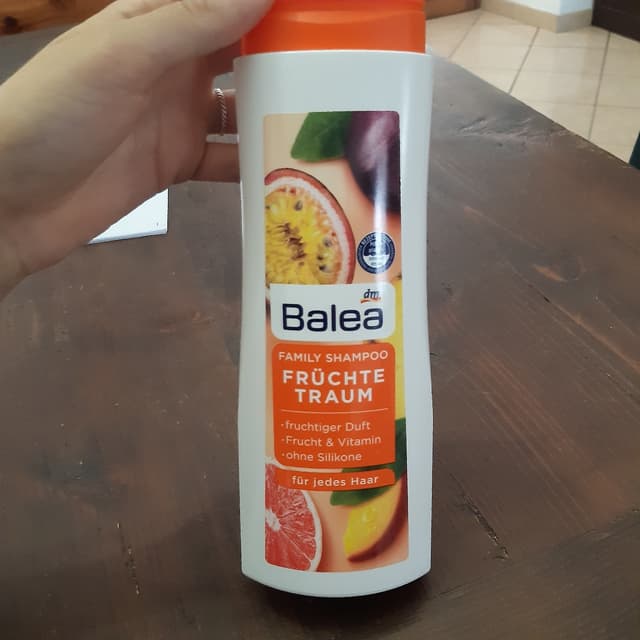 dm
Balea
FAMILY SHAMPOO
FRÜCHTE
TRAUM
·fruchtiger Duft
·Frucht & Vitamin
·ohne Silikone
für jedes Haar